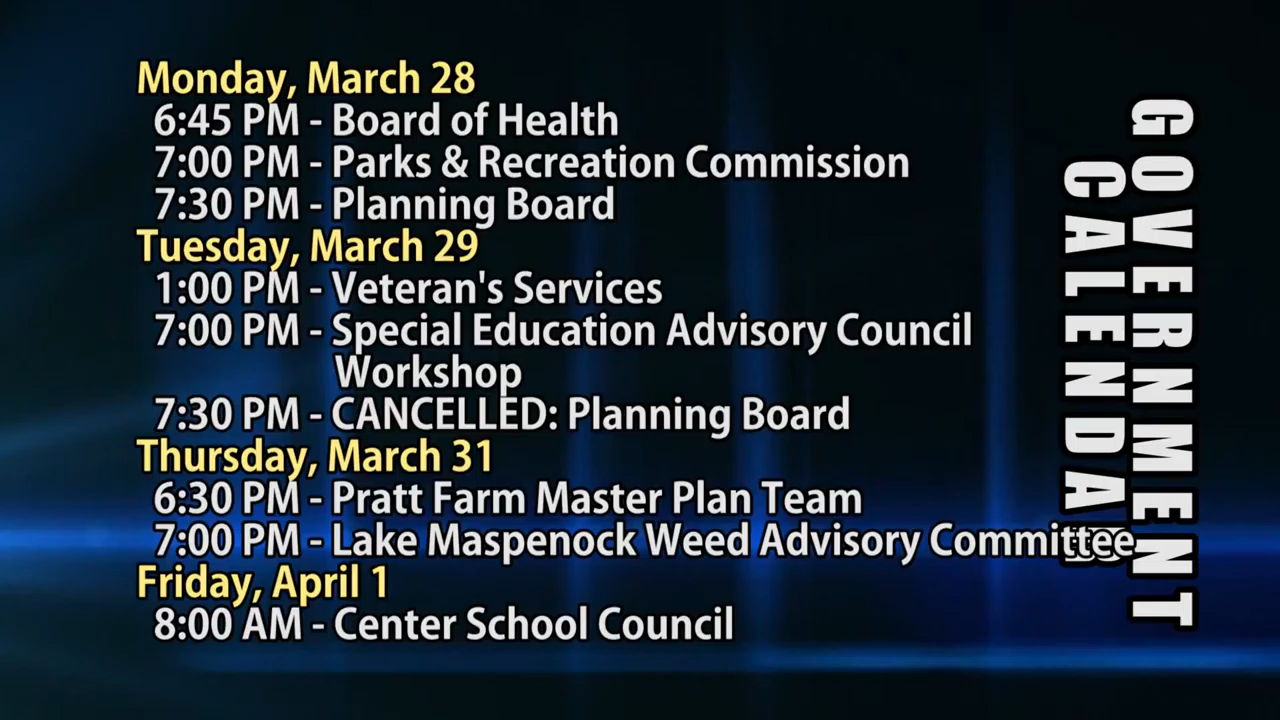 Monday, March 28
6:45 PM - Board of Health
7:00 PM - Parks & Recreation Commission
7:30 PM - Planning Board
Tuesday, March 29
1:00 PM - Veteran's Services
7:00 PM - Special Education Advisory Council
Workshop
7:30 PM - CANCELLED: Planning Board
Thursday, March 31
6:30 PM - Pratt Farm Master Plan Team
7:00 PM - Lake Maspenock Weed Advisory Committee
Friday, April 1
8:00 AM - Center School Council
GOVERNMENT
CALENDAR